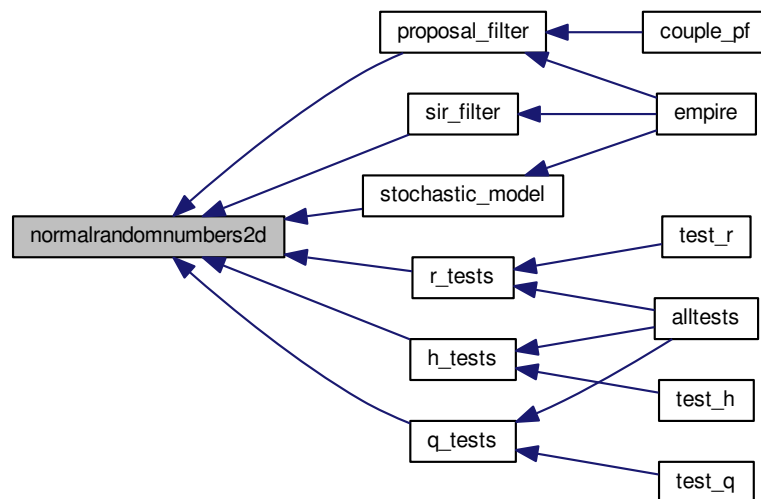 proposal_filter
couple_pf
sir_filter
empire
stochastic_model
normalrandomnumbers2d
test_r
r_tests
alltests
h_tests
test_h
q_tests
test_q